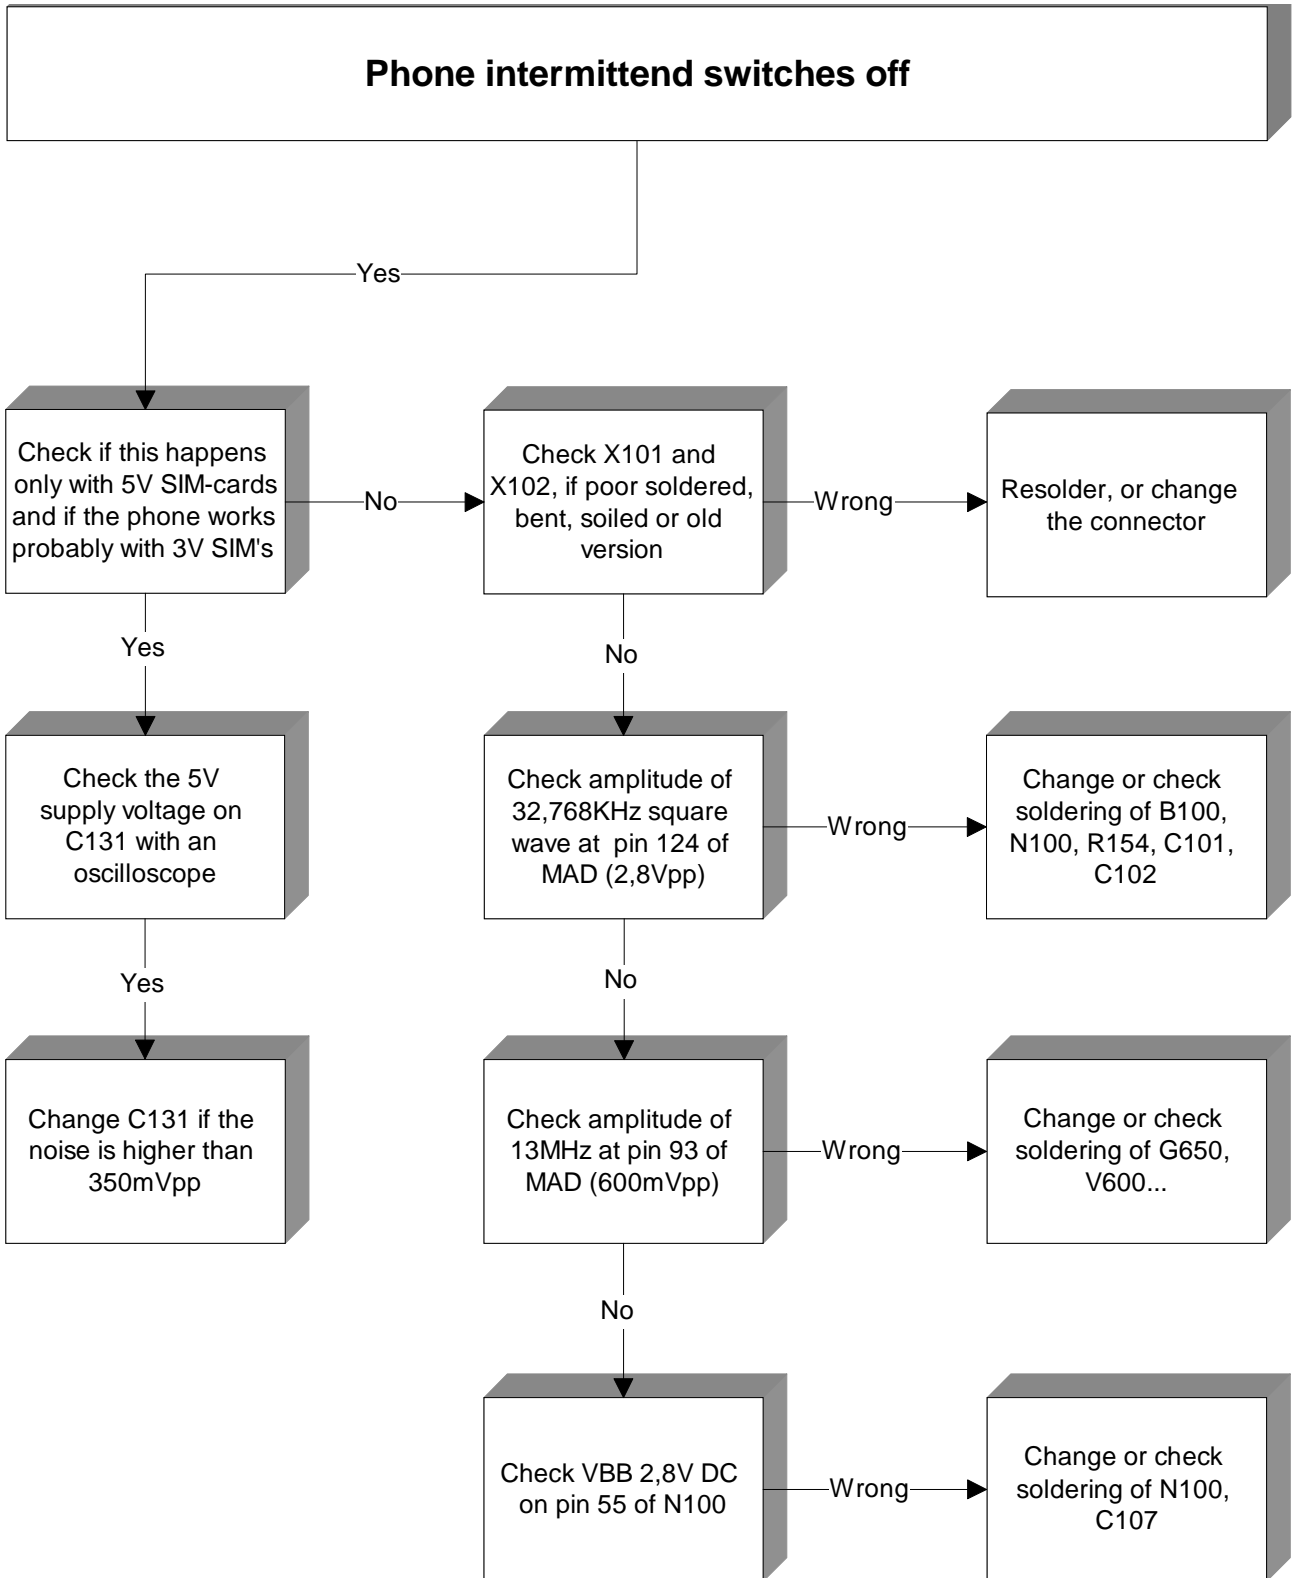 Phone intermittend switches off
Yes
Check if this happens
only with 5V SIM-cards
and if the phone works
probably with 3V SIM's
No
Check X101 and
X102, if poor soldered,
bent, soiled or old
version
Wrong
Resolder, or change
the connector
Yes
No
Check the 5V
supply voltage on
C131 with an
oscilloscope
Check amplitude of
32,768KHz square
wave at pin 124 of
MAD (2,8Vpp)
Wrong
Change or check
soldering of B100,
N100, R154, C101,
C102
Yes
No
Change C131 if the
noise is higher than
350mVpp
Check amplitude of
13MHz at pin 93 of
MAD (600mVpp)
Wrong
Change or check
soldering of G650,
V600...
No
Check VBB 2,8V DC
on pin 55 of N100
Wrong
Change or check
soldering of N100,
C107